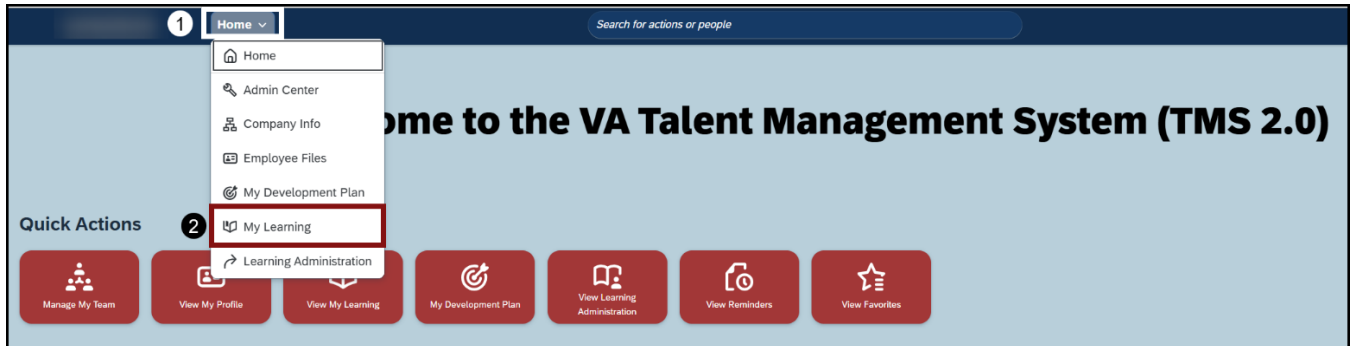 1
Home
Search for actions or people
Home
Admin Center
Company Info
ome to the VA Talent Management System (TMS 2.0)
Employee Files
My Development Plan
Quick Actions
2
My Learning
Learning Administration
Manage My Team
View My Profile
View My Learning
My Development Plan
View Learning
Administration
View Reminders
View Favorites